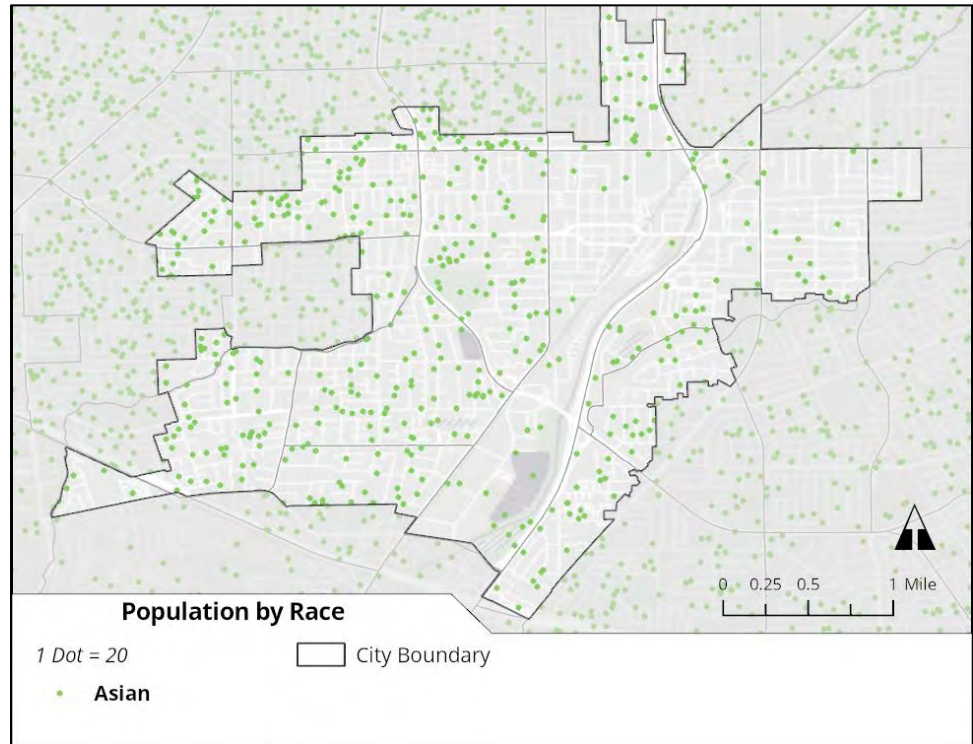 0 0.25 0.5 1 Mile
Population by Race
1 Dot = 20
City Boundary
Asian